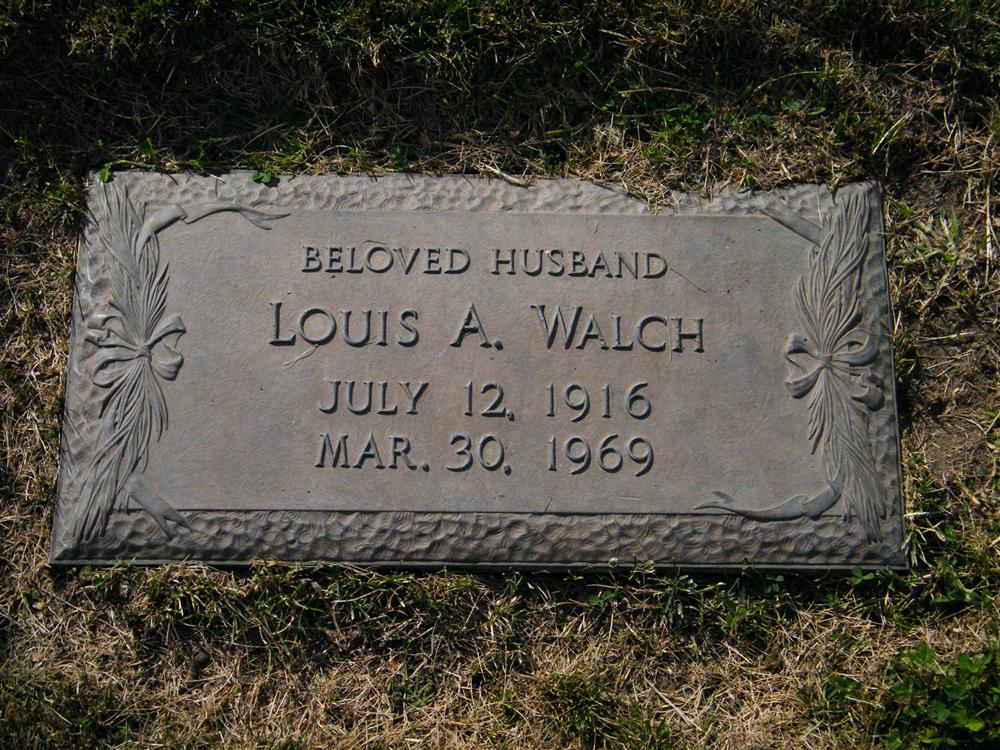 BELOVED HUSBAND
LOUIS A. WALCH
JULY 12, 1916
MAR. 30, 1969